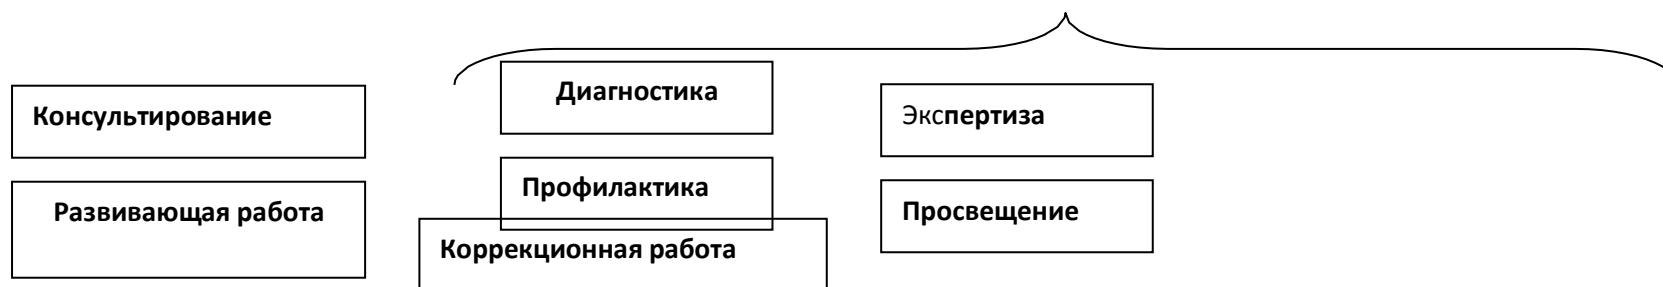 Диагностика
Консультирование
Экспертиза
Профилактика
Развивающая работа
Просвещение
Коррекционная работа